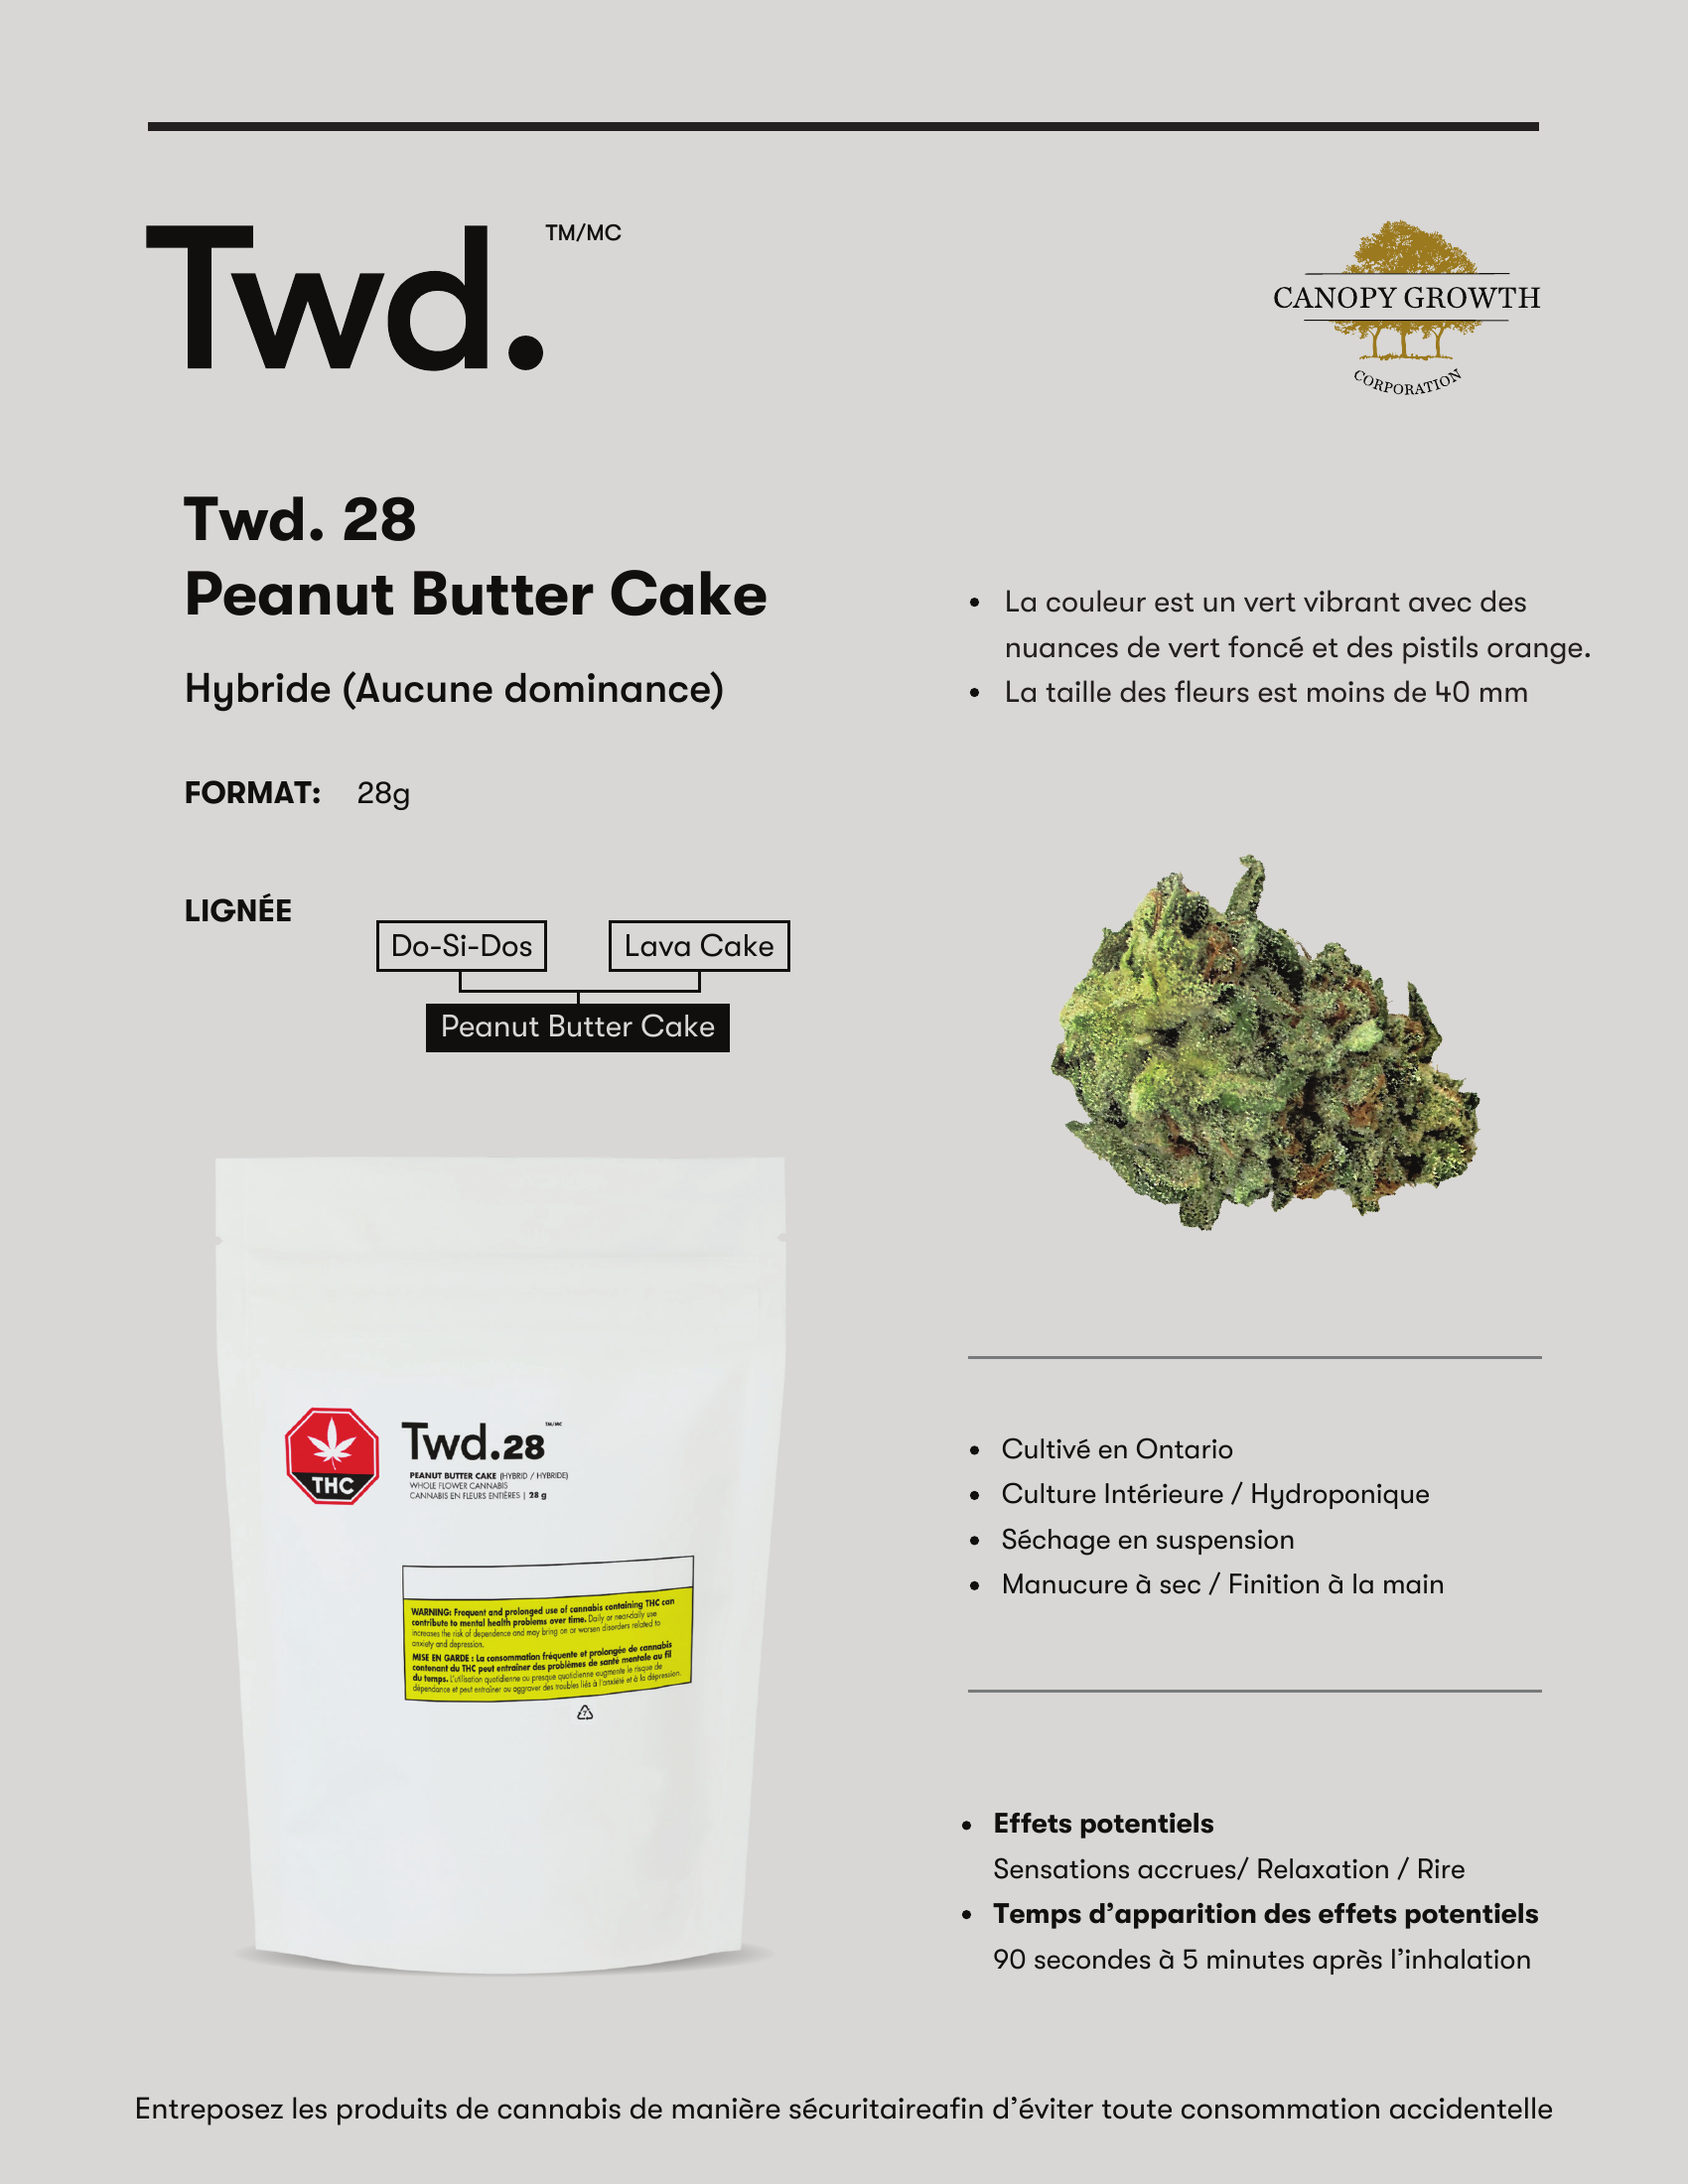 Twd. TM/MC
CANOPY GROWTH
CORPORATION
Twd. 28
Peanut Butter Cake
Hybride (Aucune dominance)
FORMAT: 28g
LIGNÉE
Do-Si-Dos Lava Cake
Peanut Butter Cake
• La couleur est un vert vibrant avec des
nuances de vert foncé et des pistils orange.
• La taille des fleurs est moins de 40 mm
THC
Twd.28 TM/MC
PEANUT BUTTER CAKE (HYBRID / HYBRIDE)
WHOLE FLOWER CANNABIS
CANNABIS EN FLEURS ENTIÈRES | 28 g
WARNING: Frequent and prolonged use of cannabis containing THC can
contribute to mental health problems over time. Daily or near-daily use
increases the risk of dependence and may bring on or worsen disorders related to
anxiety and depression.
MISE EN GARDE : La consommation fréquente et prolongée de cannabis
contenant du THC peut entraîner des problèmes de santé mentale au fil
du temps. L'utilisation quotidienne ou presque quotidienne augmente le risque de
dépendance et peut entraîner ou aggraver des troubles liés à l'anxiété et à la dépression.
7
• Cultivé en Ontario
• Culture Intérieure / Hydroponique
• Séchage en suspension
• Manucure à sec / Finition à la main
• Effets potentiels
Sensations accrues/ Relaxation / Rire
• Temps d’apparition des effets potentiels
90 secondes à 5 minutes après l’inhalation
Entreposez les produits de cannabis de manière sécuritaireafin d’éviter toute consommation accidentelle